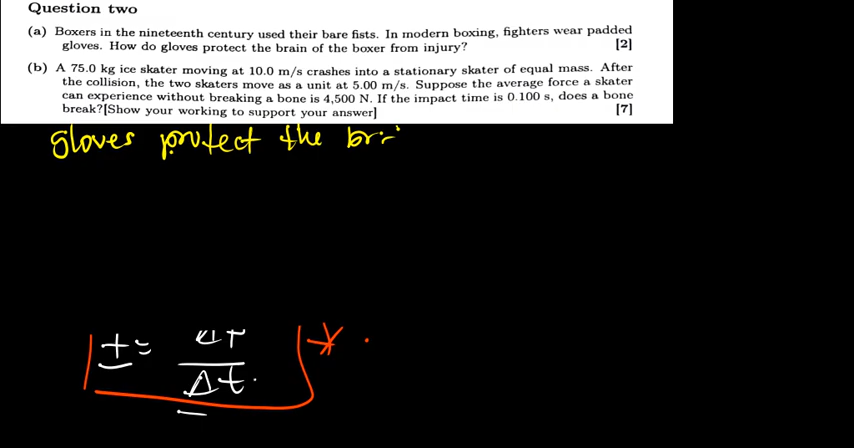 Question two
(a) Boxers in the nineteenth century used their bare fists. In modern boxing, fighters wear padded
gloves. How do gloves protect the brain of the boxer from injury? [2]
(b) A 75.0 kg ice skater moving at 10.0 m/s crashes into a stationary skater of equal mass. After
the collision, the two skaters move as a unit at 5.00 m/s. Suppose the average force a skater
can experience without breaking a bone is 4,500 N. If the impact time is 0.100 s, does a bone
break?[Show your working to support your answer] [7]
gloves protect the
Δt.